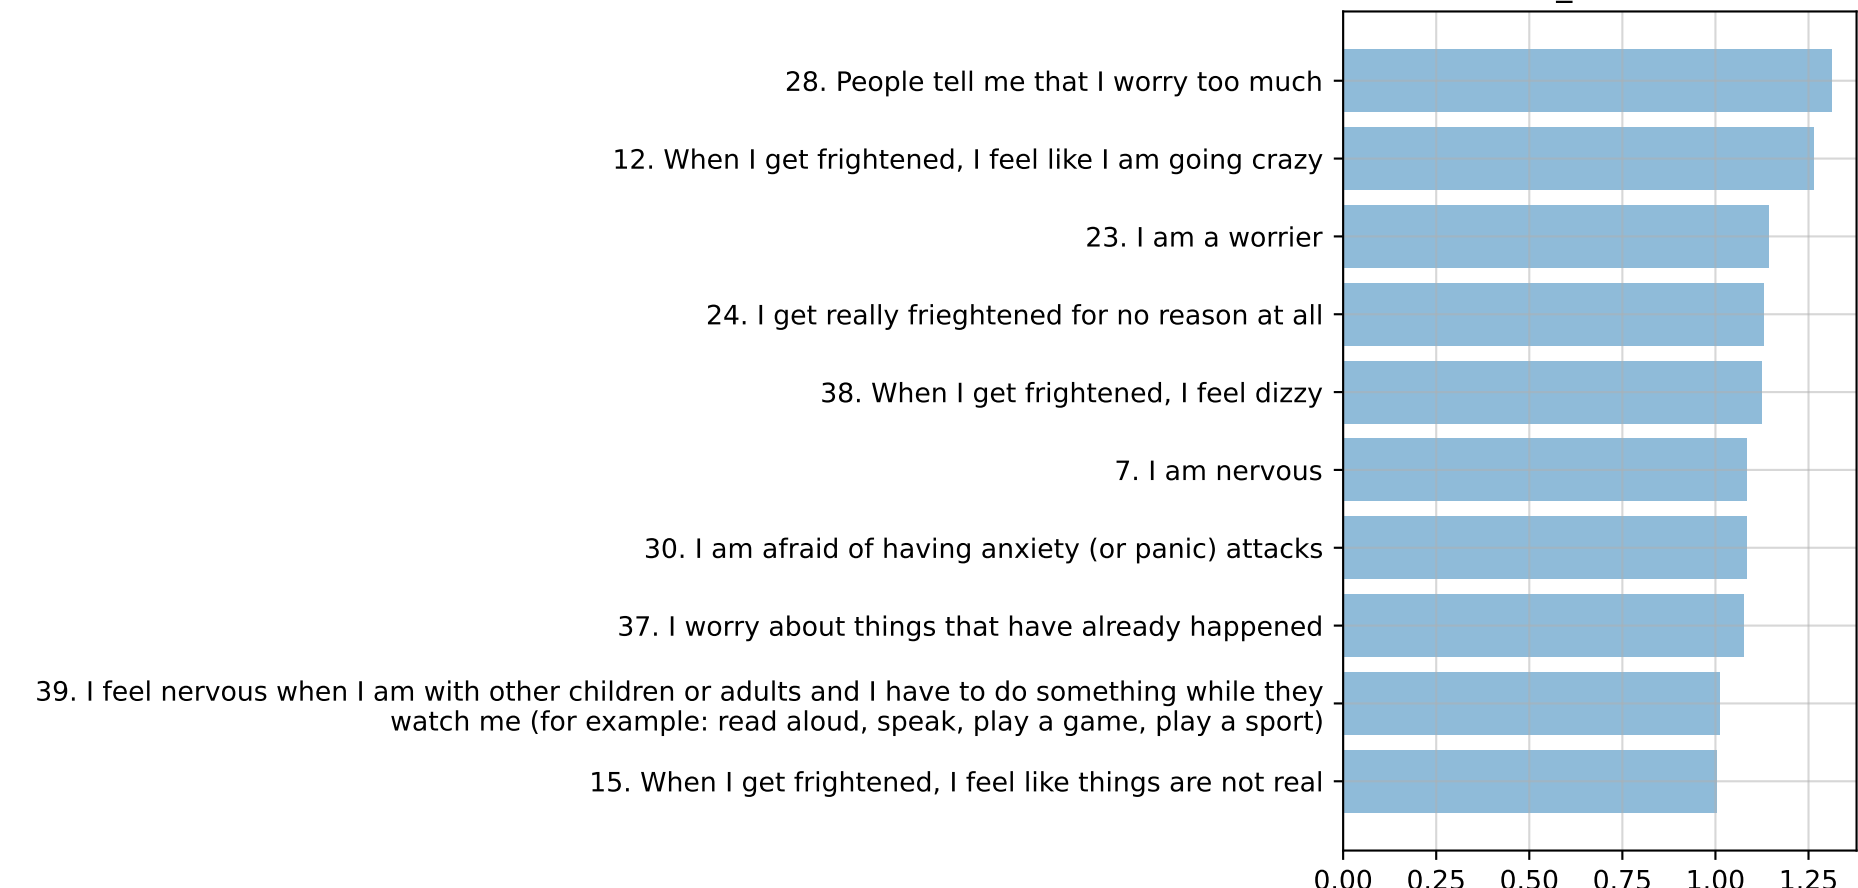 28. People tell me that I worry too much
12. When I get frightened, I feel like I am going crazy
23. I am a worrier
24. I get really frieghtened for no reason at all
38. When I get frightened, I feel dizzy
7. I am nervous
30. I am afraid of having anxiety (or panic) attacks
37. I worry about things that have already happened
39. I feel nervous when I am with other children or adults and I have to do something while they
watch me (for example: read aloud, speak, play a game, play a sport)
15. When I get frightened, I feel like things are not real
0.00 0.25 0.50 0.75 1.00 1.25